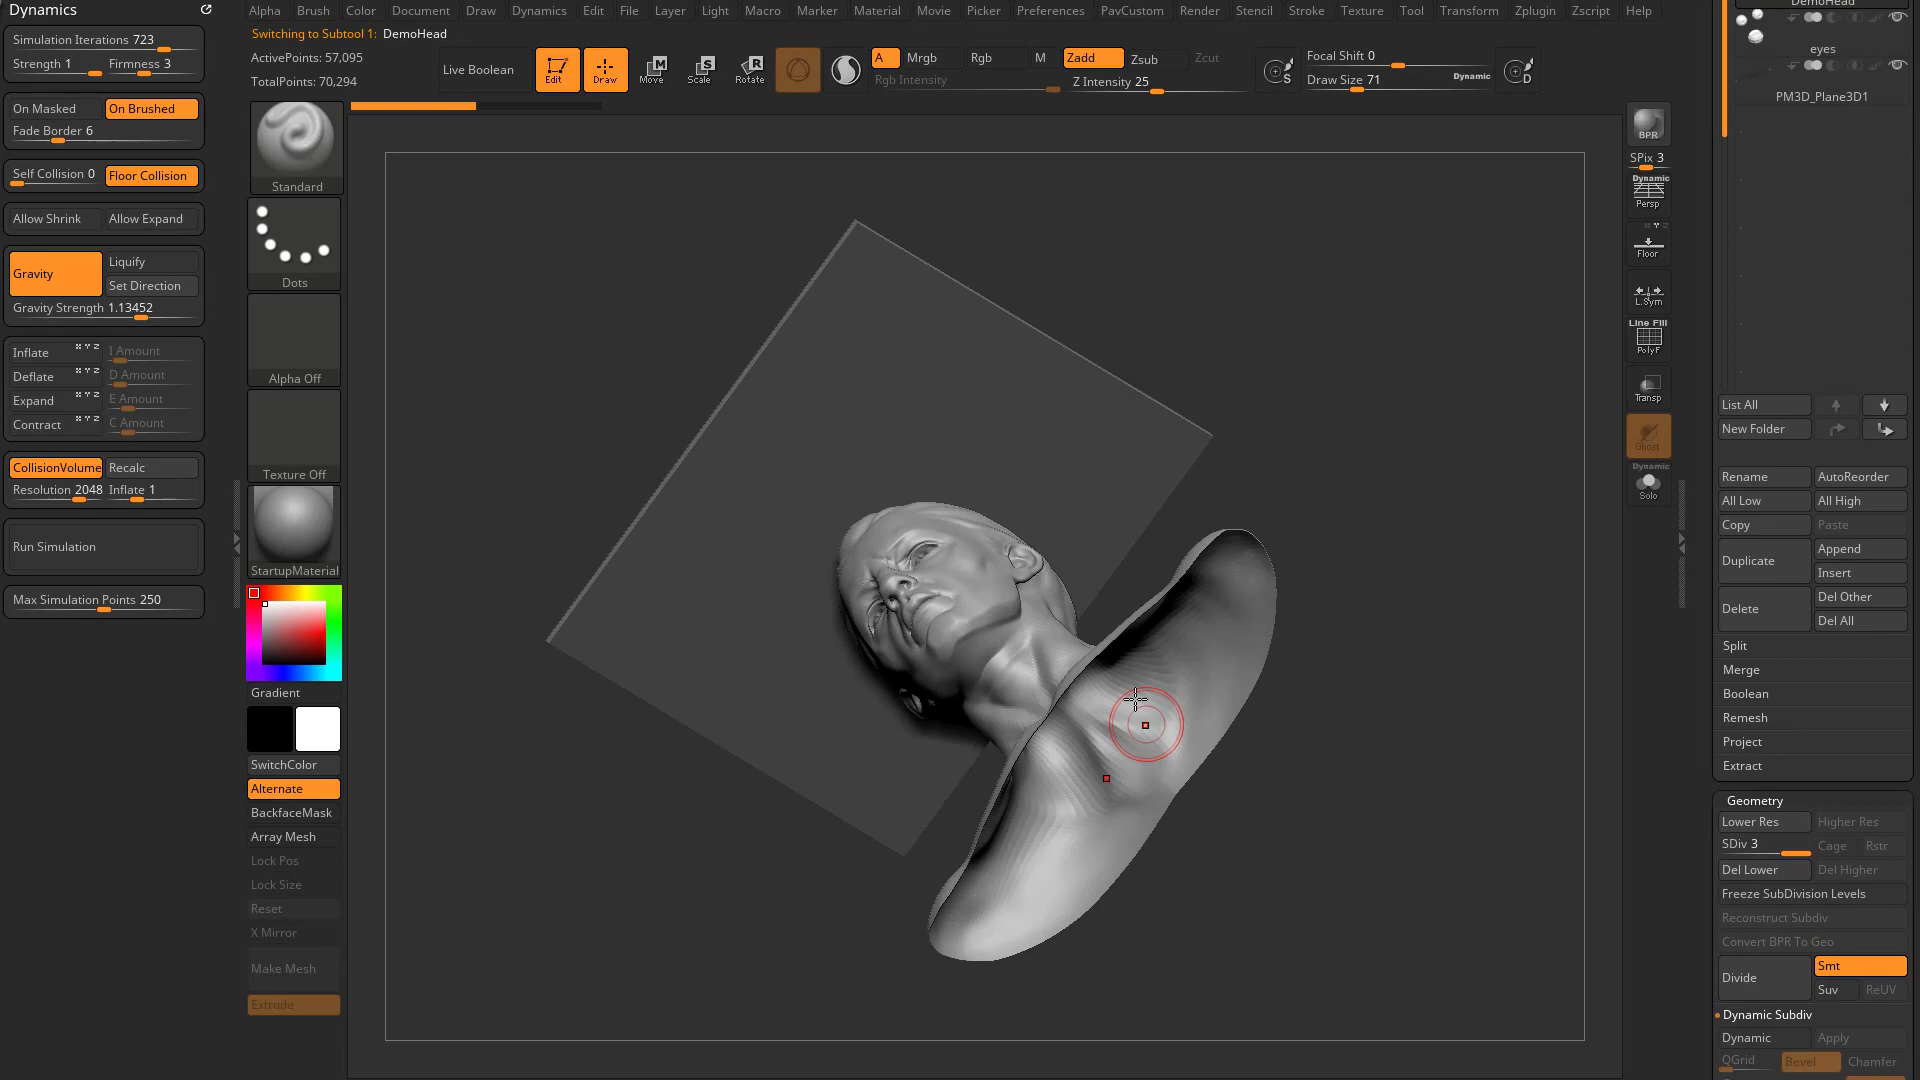 Dynamics
Simulation Iterations 723
Strength 1 Firmness 3
On Masked On Brushed
Fade Border 6
Self Collision 0 Floor Collision
Allow Shrink Allow Expand
Gravity Liquify
Set Direction
Gravity Strength 1.13452
Inflate X Y Z I Amount
Deflate X Y Z D Amount
Expand X Y Z E Amount
Contract X Y Z C Amount
CollisionVolume Recalc
Resolution 2048 Inflate 1
Run Simulation
Max Simulation Points 250
Alpha Brush Color Document Draw Dynamics Edit File Layer Light Macro Marker Material Movie Picker Preferences PavCustom Render Stencil Stroke Texture Tool Transform Zplugin Zscript Help
Switching to Subtool 1: DemoHead
ActivePoints: 57,095
TotalPoints: 70,294
Live Boolean
Edit
Draw
M
Move
S
Scale
R
Rotate
A Mrgb Rgb M
Rgb Intensity
Zadd Zsub Zcut
Z Intensity 25
S
Focal Shift 0
Draw Size 71 Dynamic
D
Standard
Dots
Alpha Off
Texture Off
StartupMaterial
Gradient
SwitchColor
Alternate
BackfaceMask
Array Mesh
Lock Pos
Lock Size
Reset
X Mirror
Make Mesh
Extrude
BPR
SPix 3
Dynamic
Persp
Floor
L.Sym
Line Fill
PolyF
Transp
Ghost
Dynamic
Solo
DemoHead
eyes
PM3D_Plane3D1
List All
New Folder
Rename AutoReorder
All Low All High
Copy Paste
Duplicate Append
Insert
Delete Del Other
Del All
Split
Merge
Boolean
Remesh
Project
Extract
Geometry
Lower Res Higher Res
SDiv 3 Cage Rstr
Del Lower Del Higher
Freeze SubDivision Levels
Reconstruct Subdiv
Convert BPR To Geo
Divide Smt
Suv ReUV
Dynamic Subdiv
Dynamic Apply
QGrid Bevel Chamfer